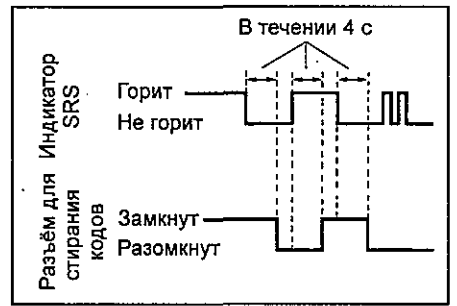 В течении 4 с
Индикатор
SRS
Горит
Не горит
Разъём для
стирания
кодов
Замкнут
Разомкнут